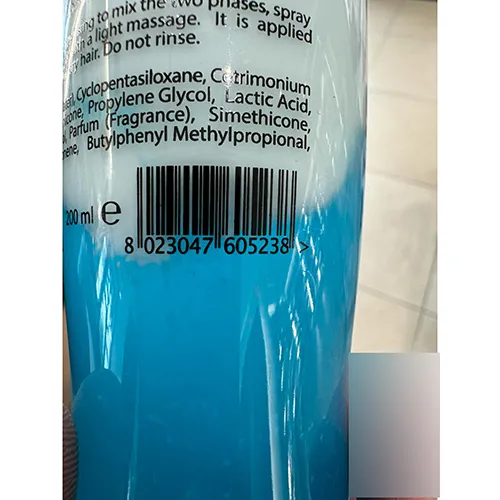 to mix the two phases, spray
a light massage. It is applied
hair. Do not rinse.
Cyclopentasiloxane, Cetrimonium
Propylene Glycol, Lactic Acid,
Parfum (Fragrance), Simethicone,
Butylphenyl Methylpropional,
200 ml e
8 023047 605238 >